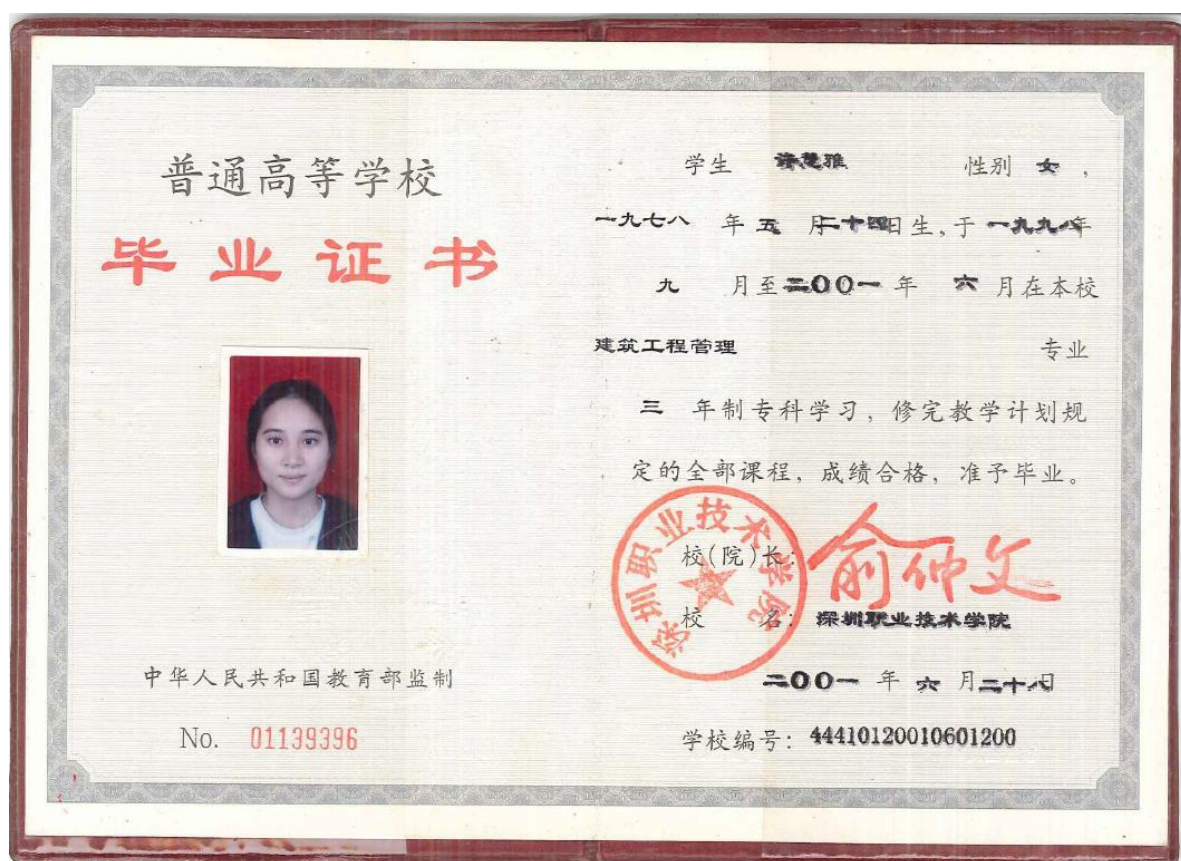 普通高等学校
毕业证书
中华人民共和国教育部监制
No. 01139396
学生 许楚雅 性别 女,
一九七八 年 五 月二十四日生,于 一九九八年
九 月至二00一 年 六 月在本校
建筑工程管理 专业
三 年制专科学习,修完教学计划规
定的全部课程,成绩合格,准予毕业。
深圳职业技术学院
校(院)长: 俞仲文
校 名: 深圳职业技术学院
二00一 年 六 月二十八日
学校编号: 44410120010601200